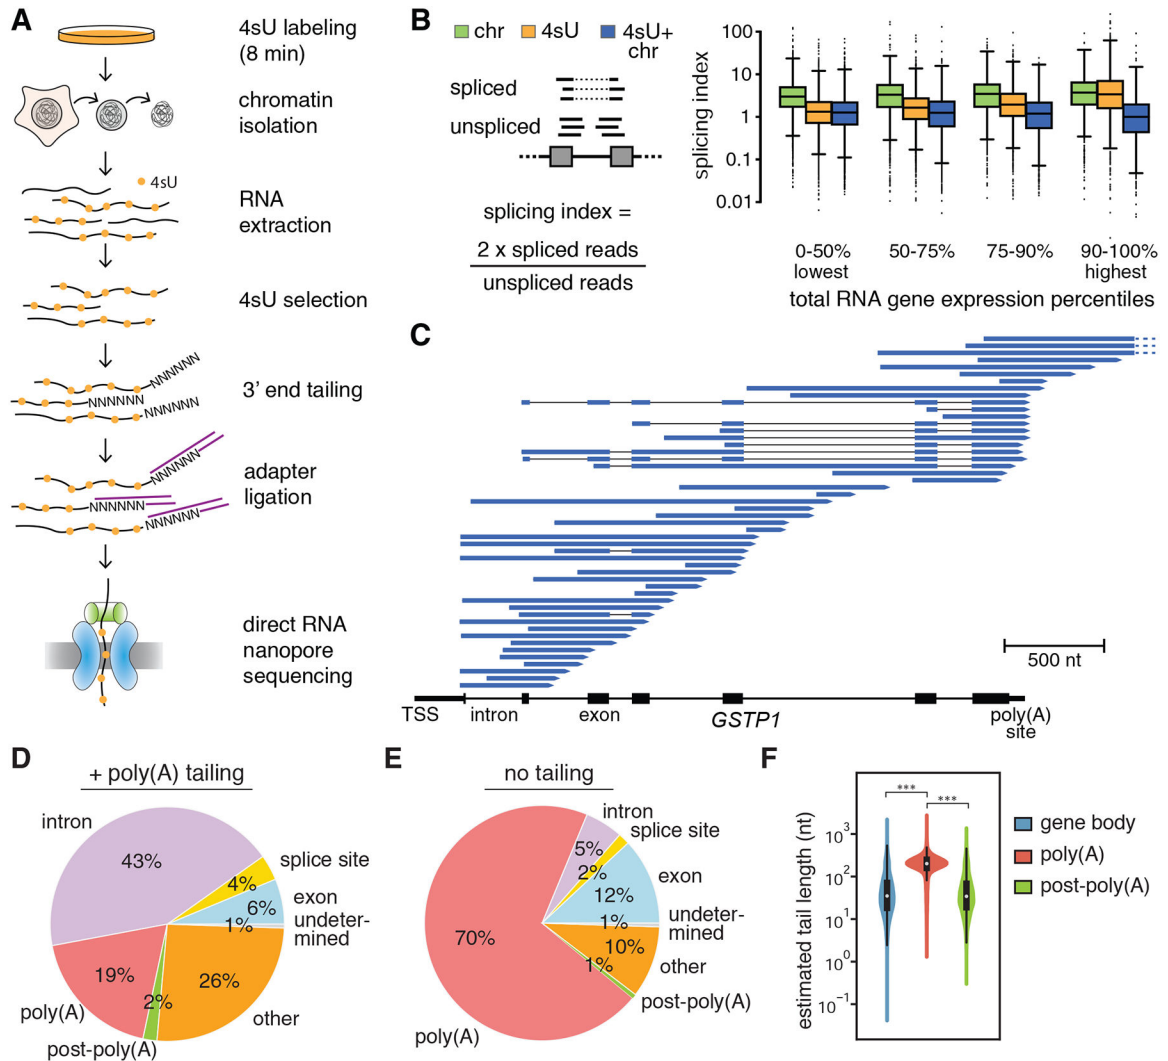 A
4sU labeling
(8 min)
chromatin
isolation
4sU
RNA
extraction
4sU selection
NNNNNN
NNNNNN
NNNNNN
3' end tailing
NNNNNN
NNNNNN
NNNNNN
adapter
ligation
direct RNA
nanopore
sequencing
B
chr
4sU
4sU+
chr
spliced
unspliced
splicing index =
2 x spliced reads
unspliced reads
splicing index
100
10
1
0.1
0.01
0-50%
lowest
50-75%
75-90%
90-100%
highest
total RNA gene expression percentiles
C
500 nt
TSS
intron
exon
GSTP1
poly(A)
site
D
+ poly(A) tailing
intron
43%
splice site
4%
exon
6%
undeter-
mined
1%
26%
other
2%
post-poly(A)
19%
poly(A)
E
no tailing
intron
5%
splice site
2%
exon
12%
undeter-
mined
1%
10%
other
1%
post-poly(A)
70%
poly(A)
F
estimated tail length (nt)
10³
10²
10¹
10⁰
10⁻¹
***
***
gene body
poly(A)
post-poly(A)